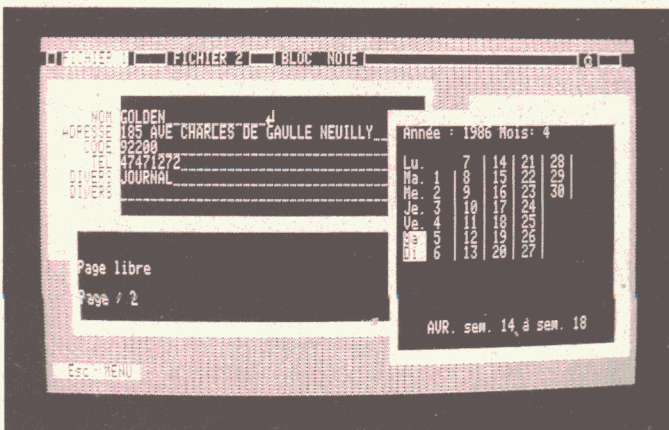 FICHIER 1 FICHIER 2 BLOC NOTE Q
NOM GOLDEN
ADRESSE 185 AVE CHARLES DE GAULLE NEVILLY
CODE 92200
TEL 47471272
DIVERS JOURNAL
DIVERS
Page libre
Page / 2
Année : 1986 Mois: 4
Lu. 7 | 14 | 21 | 28 |
Ma. 1 | 8 | 15 | 22 | 29 |
Me. 2 | 9 | 16 | 23 | 30 |
Je. 3 | 10 | 17 | 24 |
Ve. 4 | 11 | 18 | 25 |
Sa. 5 | 12 | 19 | 26 |
Di. 6 | 13 | 20 | 27 |
AVR. sem. 14 à sem. 18
Esc - MENU